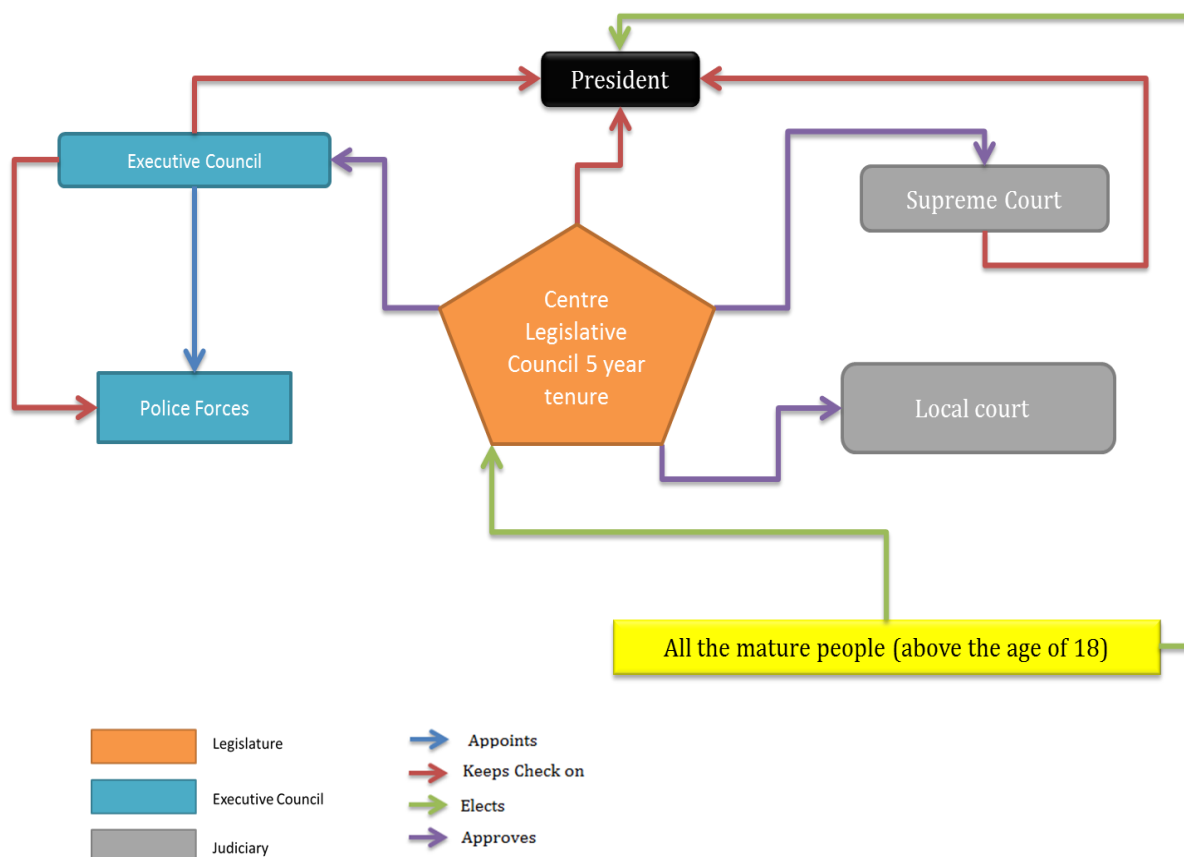 President
Executive Council
Supreme Court
Centre
Legislative
Council 5 year
tenure
Police Forces
Local court
All the mature people (above the age of 18)
Legislature
Appoints
Keeps Check on
Executive Council
Elects
Approves
Judiciary